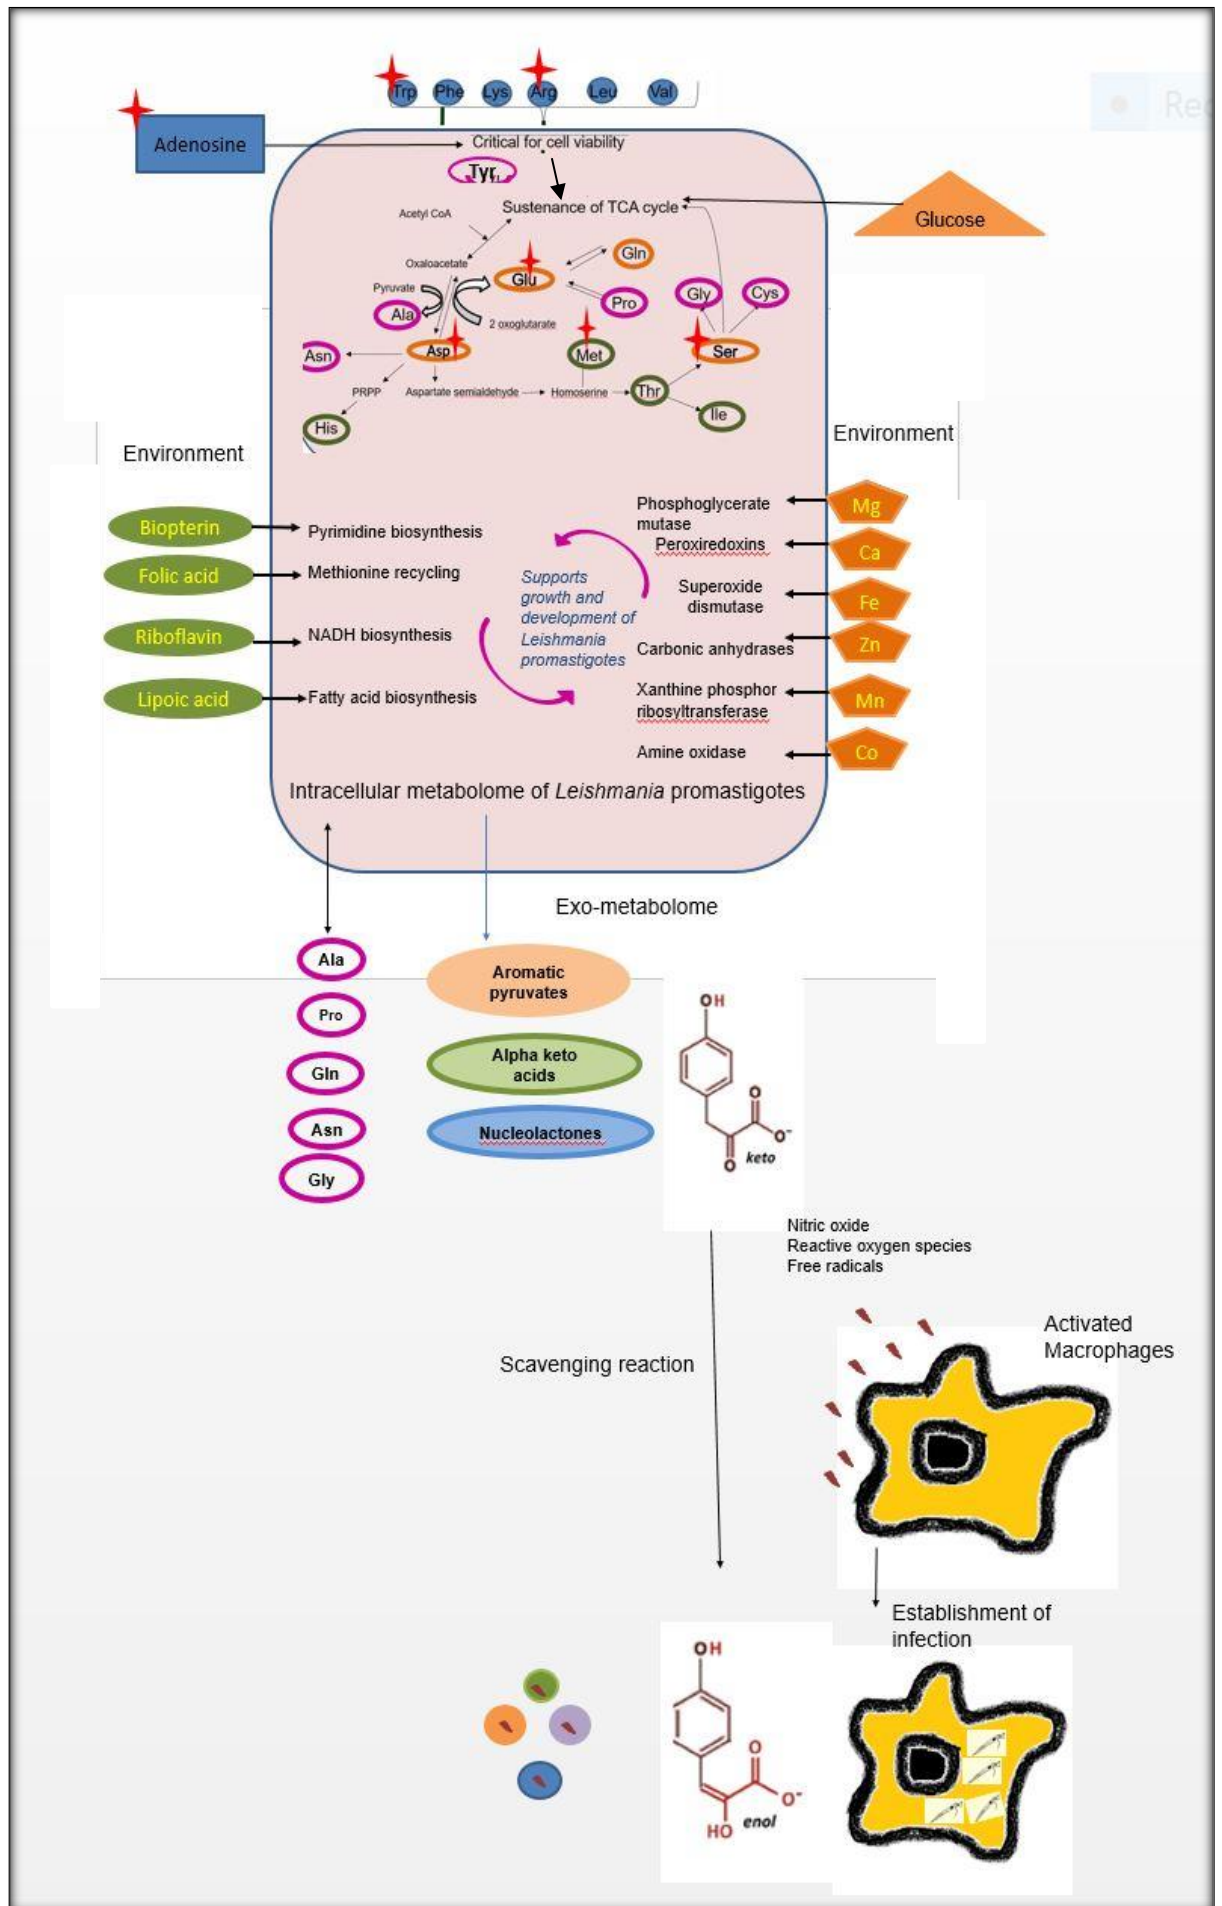 Trp Phe Lys Arg Leu Val
Rec
Adenosine
Critical for cell viability
Tyr
Sustenance of TCA cycle
Glucose
Acetyl CoA
Oxaloacetate
Glu
Gln
Pyruvate
Ala
Pro
Gly
Cys
2 oxoglutarate
Asn
Asp
Met
Ser
PRPP
Aspartate semialdehyde
Homoserine
Thr
His
Ile
Environment
Environment
Biopterin
Pyrimidine biosynthesis
Folic acid
Methionine recycling
Riboflavin
NADH biosynthesis
Lipoic acid
Fatty acid biosynthesis
Supports
growth and
development of
Leishmania
promastigotes
Phosphoglycerate
mutase
Mg
Peroxiredoxins
Ca
Superoxide
dismutase
Fe
Carbonic anhydrases
Zn
Xanthine phosphor
ribosyltransferase
Mn
Amine oxidase
Co
Intracellular metabolome of Leishmania promastigotes
Exo-metabolome
Ala
Pro
Gln
Asn
Gly
Aromatic
pyruvates
Alpha keto
acids
Nucleolactones
OH
O
O-
O
keto
Nitric oxide
Reactive oxygen species
Free radicals
Scavenging reaction
Activated
Macrophages
Establishment of
infection
OH
O
O-
HO
enol